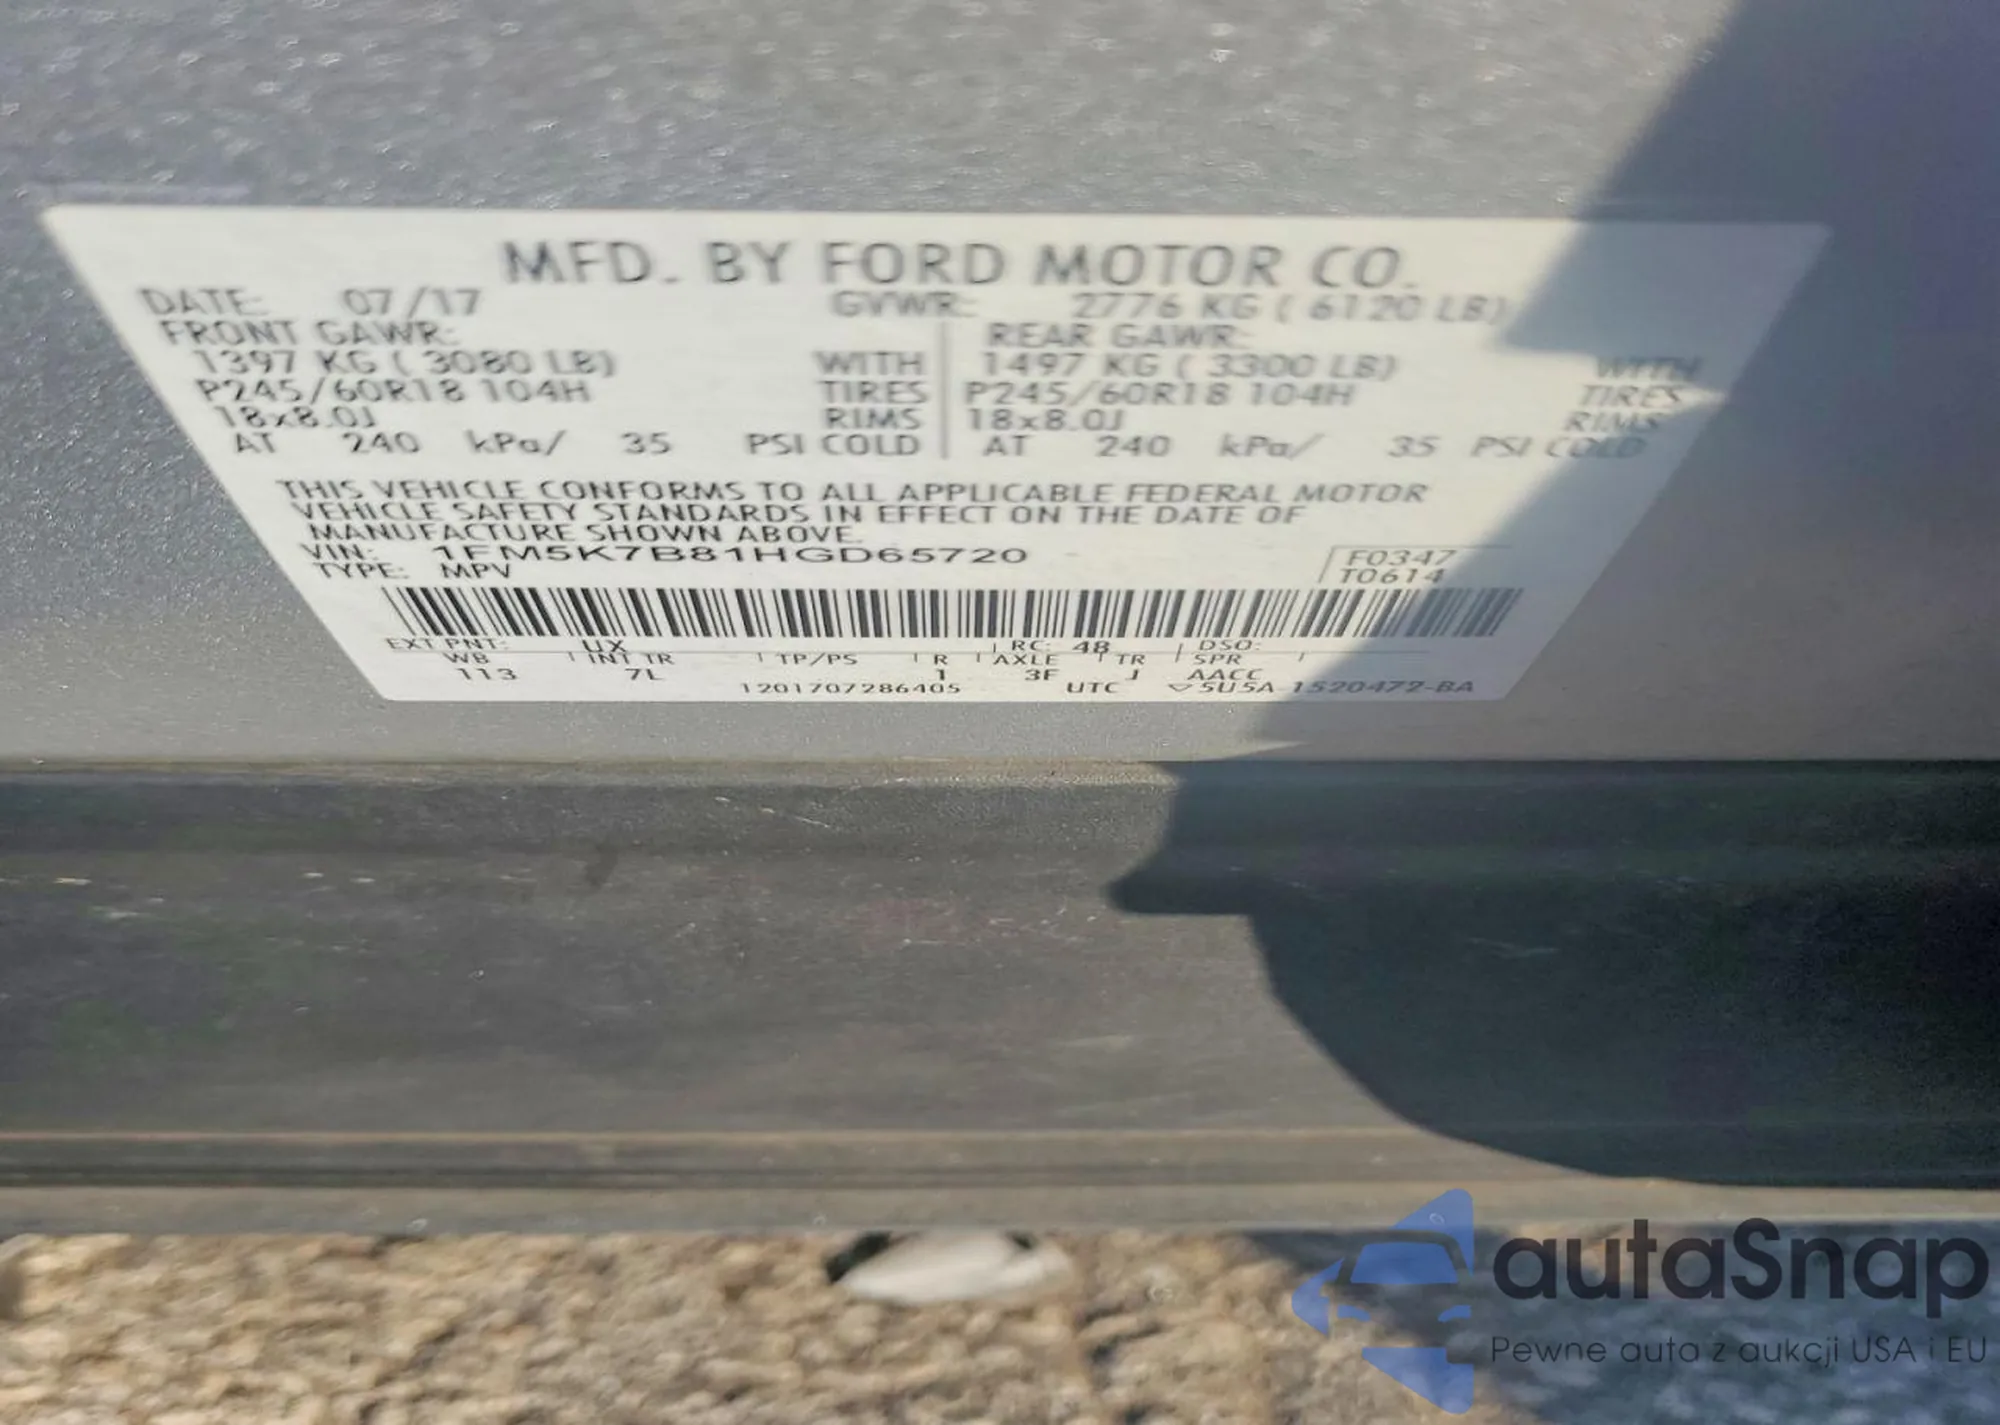 MFD. BY FORD MOTOR CO.
DATE: 07/17 GVWR: 2776 KG ( 6120 LB)
FRONT GAWR: REAR GAWR:
1397 KG ( 3080 LB) WITH 1497 KG ( 3300 LB) WITH
P245/60R18 104H TIRES P245/60R18 104H TIRES
18x8.0J RIMS 18x8.0J RIMS
AT 240 kPa/ 35 PSI COLD AT 240 kPa/ 35 PSI COLD
THIS VEHICLE CONFORMS TO ALL APPLICABLE FEDERAL MOTOR
VEHICLE SAFETY STANDARDS IN EFFECT ON THE DATE OF
MANUFACTURE SHOWN ABOVE.
VIN: 1FM5K7B81HGD65720 F0347
TYPE: MPV T0614
EXT PNT: UX RC: 48 DSO:
WB INT TR TP/PS R AXLE TR SPR
113 7L 1 3F J AACC
1201707286405 UTC ▽5U5A-1520472-BA
autaSnap
Pewne auta z aukcji USA i EU